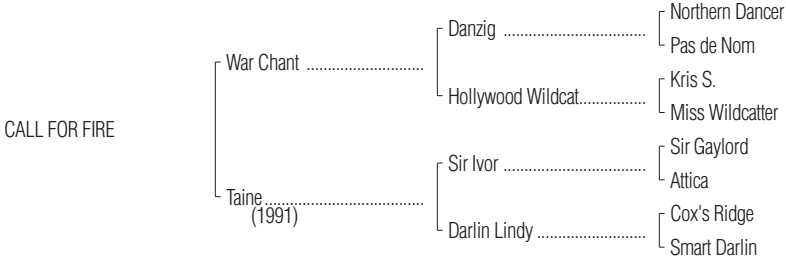 Northern Dancer
Danzig ................................
Pas de Nom
War Chant ..........................
Kris S.
Hollywood Wildcat...............
Miss Wildcatter
CALL FOR FIRE
Sir Gaylord
Sir Ivor ................................
Attica
Taine..............................
(1991)
Cox's Ridge
Darlin Lindy ........................
Smart Darlin